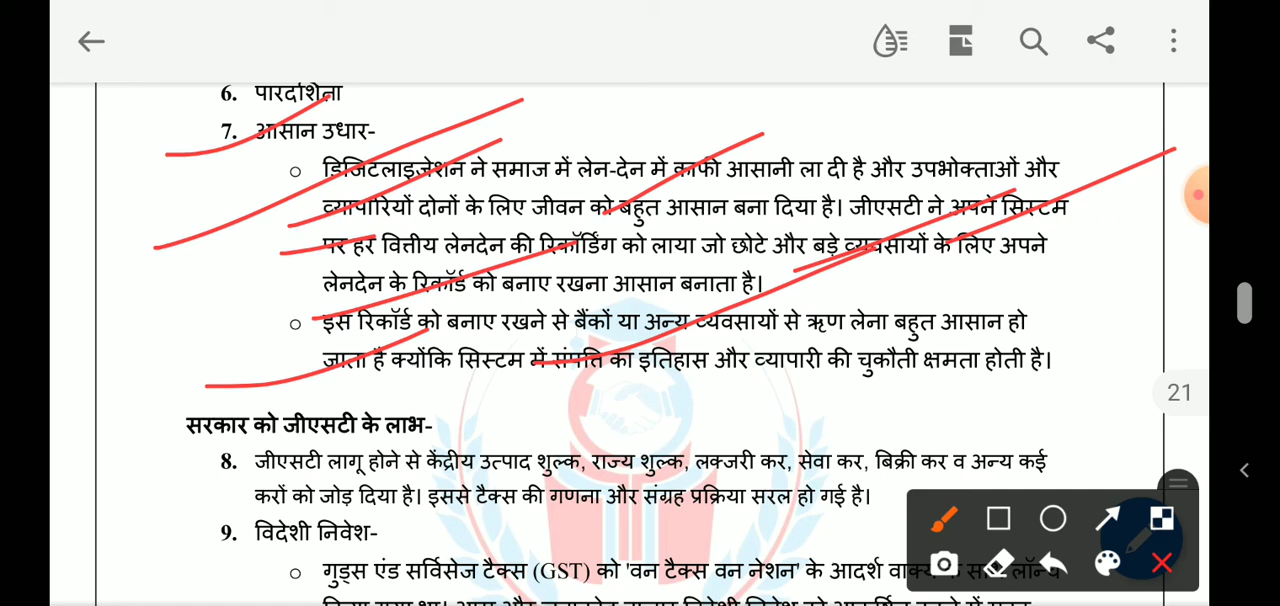 6. पारदर्शिता
7. आसान उधार-
० डिजिटलाइजेशन ने समाज में लेन-देन में काफी आसानी ला दी है और उपभोक्ताओं और
व्यापारियों दोनों के लिए जीवन को बहुत आसान बना दिया है। जीएसटी ने अपने सिस्टम
पर हर वित्तीय लेनदेन की रिकॉर्डिंग को लाया जो छोटे और बड़े व्यवसायों के लिए अपने
लेनदेन के रिकॉर्ड को बनाए रखना आसान बनाता है।
० इस रिकॉर्ड को बनाए रखने से बैंकों या अन्य व्यवसायों से ऋण लेना बहुत आसान हो
जाता है क्योंकि सिस्टम में संपत्ति का इतिहास और व्यापारी की चुकौती क्षमता होती है।
21
सरकार को जीएसटी के लाभ-
8. जीएसटी लागू होने से केंद्रीय उत्पाद शुल्क, राज्य शुल्क, लक्जरी कर, सेवा कर, बिक्री कर व अन्य कई
करों को जोड़ दिया है। इससे टैक्स की गणना और संग्रह प्रक्रिया सरल हो गई है।
9. विदेशी निवेश-
० गुड्स एंड सर्विसेज टैक्स (GST) को 'वन टैक्स वन नेशन' के आदर्श